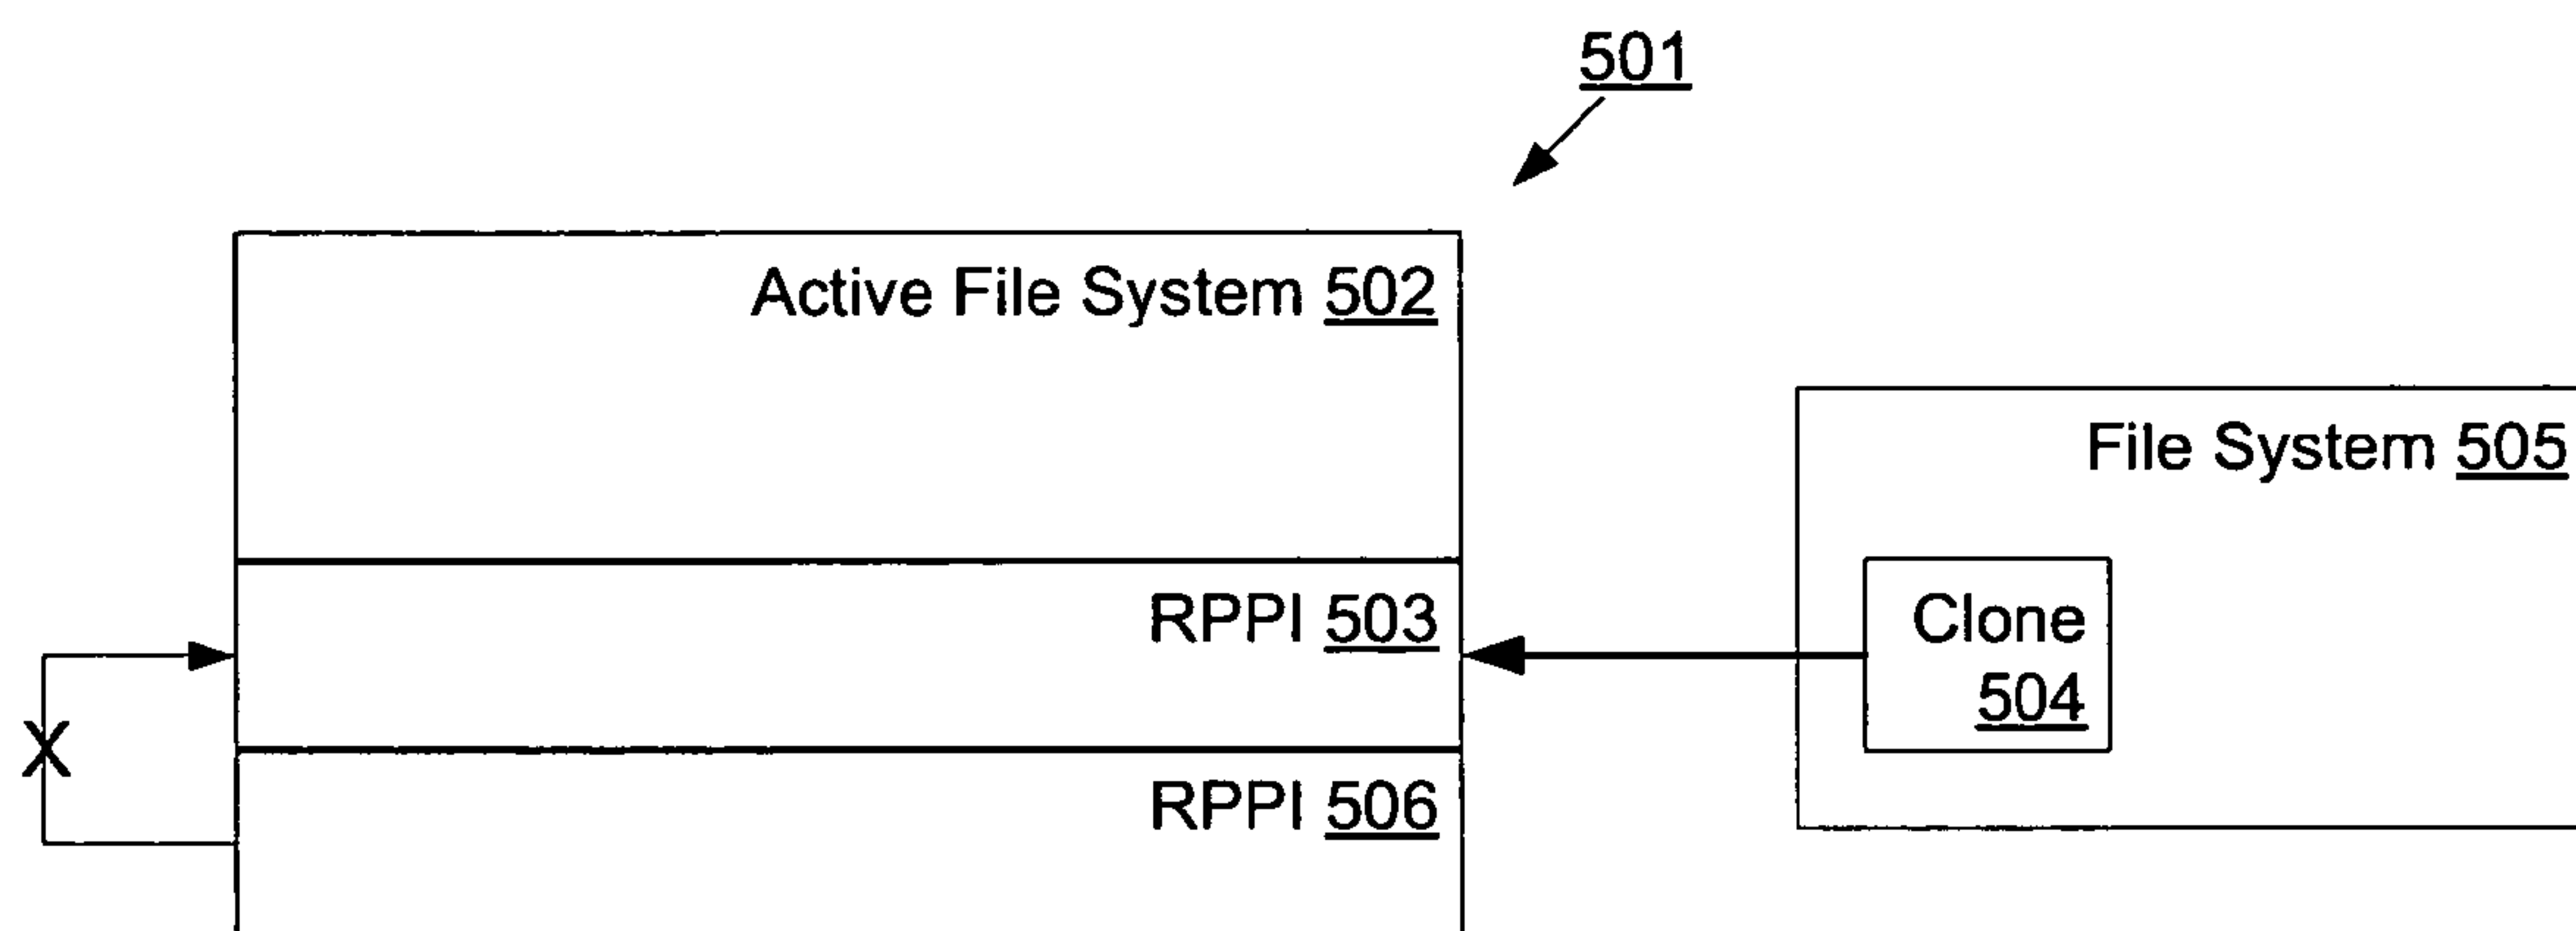 501
Active File System 502
File System 505
RPPI 503
Clone
504
X
RPPI 506